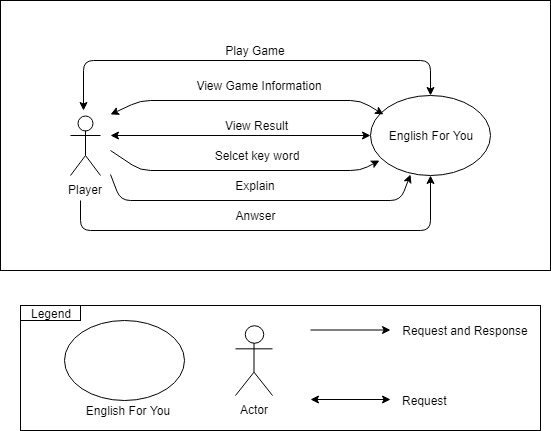 Play Game
View Game Information
View Result
English For You
Selcet key word
Player
Explain
Anwser
Legend
Request and Response
Request
English For You
Actor